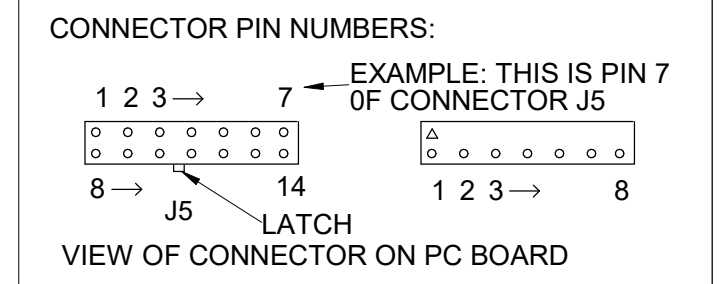 CONNECTOR PIN NUMBERS:
EXAMPLE: THIS IS PIN 7
0F CONNECTOR J5
1 2 3 → 7
8 → 14
1 2 3 → 8
J5
LATCH
VIEW OF CONNECTOR ON PC BOARD